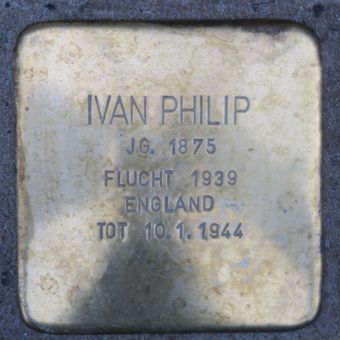 IVAN PHILIP
JG. 1875
FLUCHT 1939
ENGLAND
TOT 10.1.1944